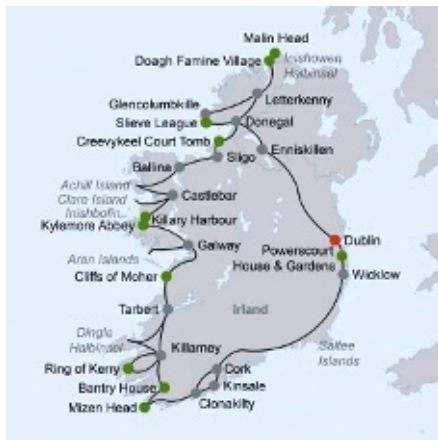 Malin Head
Doagh Famine Village
Inishowen
Halbinsel
Letterkenny
Glencolumbkille
Slieve League
Donegal
Creevykeel Court Tomb
Enniskillen
Sligo
Ballina
Achill Island
Castlebar
Clare Island
Inishbofin
Killary Harbour
Kylemore Abbey
Dublin
Powerscourt
House & Gardens
Galway
Wicklow
Aran Islands
Cliffs of Moher
Tarbert
Irland
Dingle
Halbinsel
Killarney
Saltee
Islands
Ring of Kerry
Cork
Bantry House
Kinsale
Mizen Head
Clonakilty